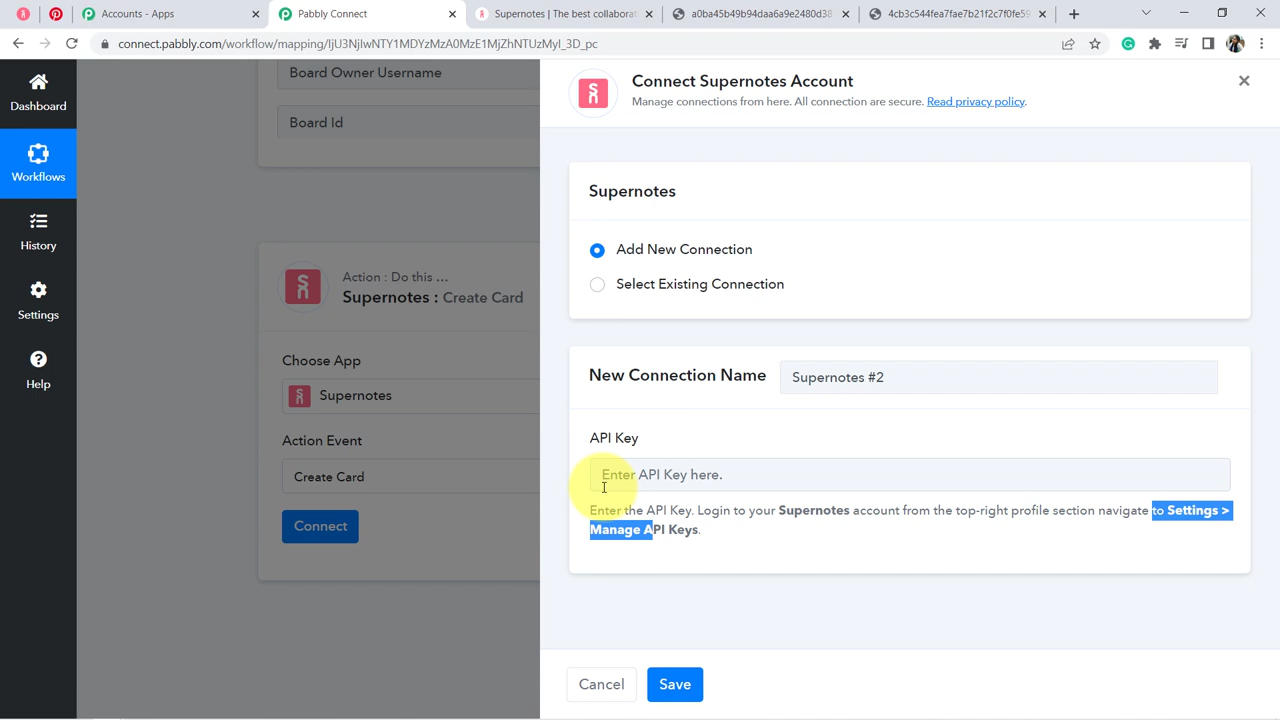 Accounts - Apps
Pabbly Connect
Supernotes | The best collaborat
a0ba45b4b94daa6a9e2480d38
4cb3c544fea7fae7b21f2c7f0fe59
connect.pabbly.com/workflow/mapping/IjU3NjIwNTY1MDYzMzA0MzE1MjZhNTUzMyI_3D_pc
Dashboard
Workflows
History
Settings
Help
Board Owner Username
Board Id
Action : Do this ...
Supernotes : Create Card
Choose App
Supernotes
Action Event
Create Card
Connect
Connect Supernotes Account
Manage connections from here. All connection are secure. Read privacy policy.
Supernotes
Add New Connection
Select Existing Connection
New Connection Name
Supernotes #2
API Key
Enter API Key here.
Enter the API Key. Login to your Supernotes account from the top-right profile section navigate to Settings >
Manage API Keys.
Cancel
Save